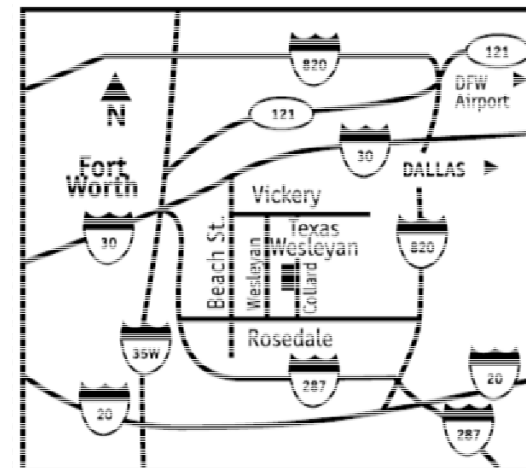 820
121
DFW
Airport
121
N
30
Fort
Worth
DALLAS
Vickery
Texas
Wesleyan
30
820
Beach St.
Wesleyan
Collard
Rosedale
35W
287
20
20
287